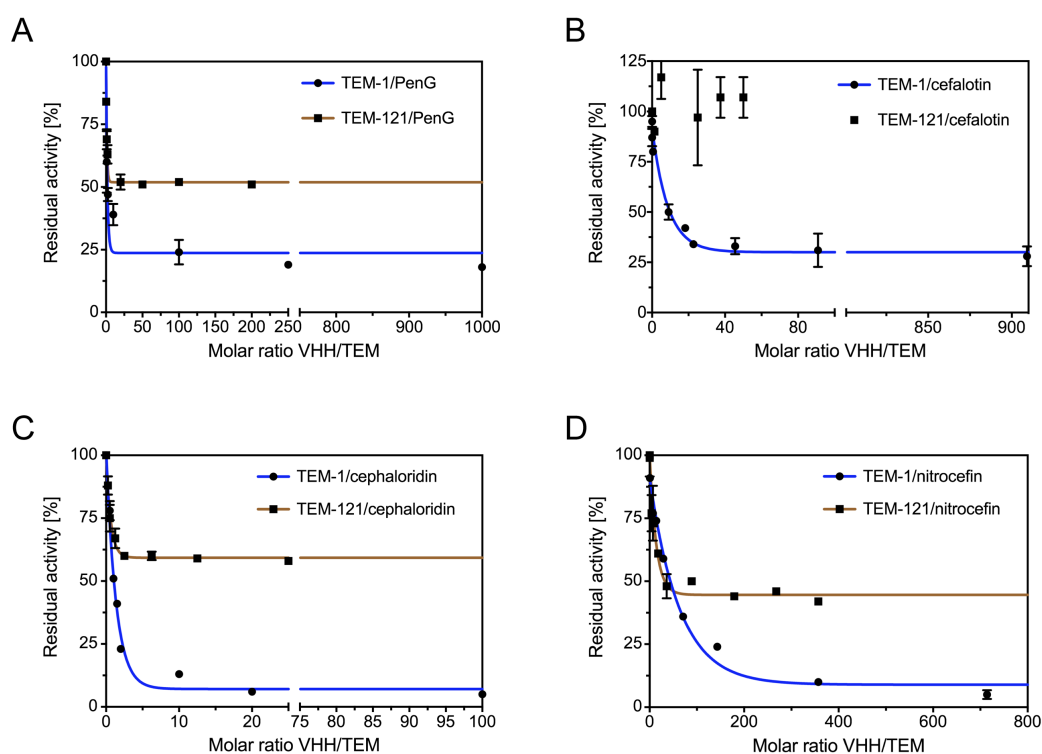 A
Residual activity [%]
100
75
50
25
0
TEM-1/PenG
TEM-121/PenG
0 50 100 150 200 250 800 900 1000
Molar ratio VHH/TEM
B
Residual activity [%]
125
100
75
50
25
0
TEM-1/cefalotin
TEM-121/cefalotin
0 40 80 850 900
Molar ratio VHH/TEM
C
Residual activity [%]
100
75
50
25
0
TEM-1/cephaloridin
TEM-121/cephaloridin
0 10 20 75 80 85 90 95 100
Molar ratio VHH/TEM
D
Residual activity [%]
100
75
50
25
0
TEM-1/nitrocefin
TEM-121/nitrocefin
0 200 400 600 800
Molar ratio VHH/TEM